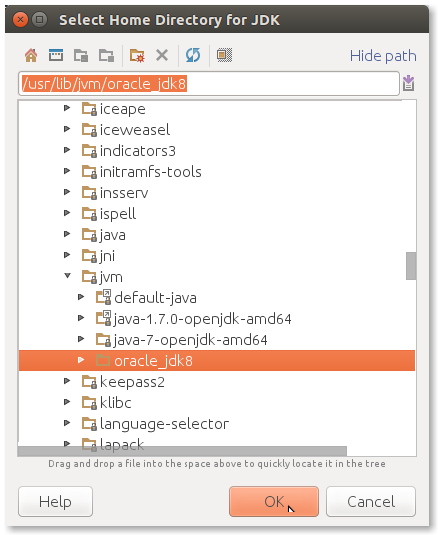 Select Home Directory for JDK
Hide path
/usr/lib/jvm/oracle_jdk8
iceape
iceweasel
indicators3
initramfs-tools
insserv
ispell
java
jni
jvm
default-java
java-1.7.0-openjdk-amd64
java-7-openjdk-amd64
oracle_jdk8
keepass2
klibc
language-selector
lapack
Drag and drop a file into the space above to quickly locate it in the tree
Help
OK
Cancel